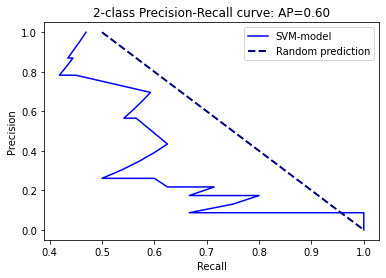 2-class Precision-Recall curve: AP=0.60
SVM-model
Random prediction
Precision
1.0
0.8
0.6
0.4
0.2
0.0
0.4
0.5
0.6
0.7
0.8
0.9
1.0
Recall